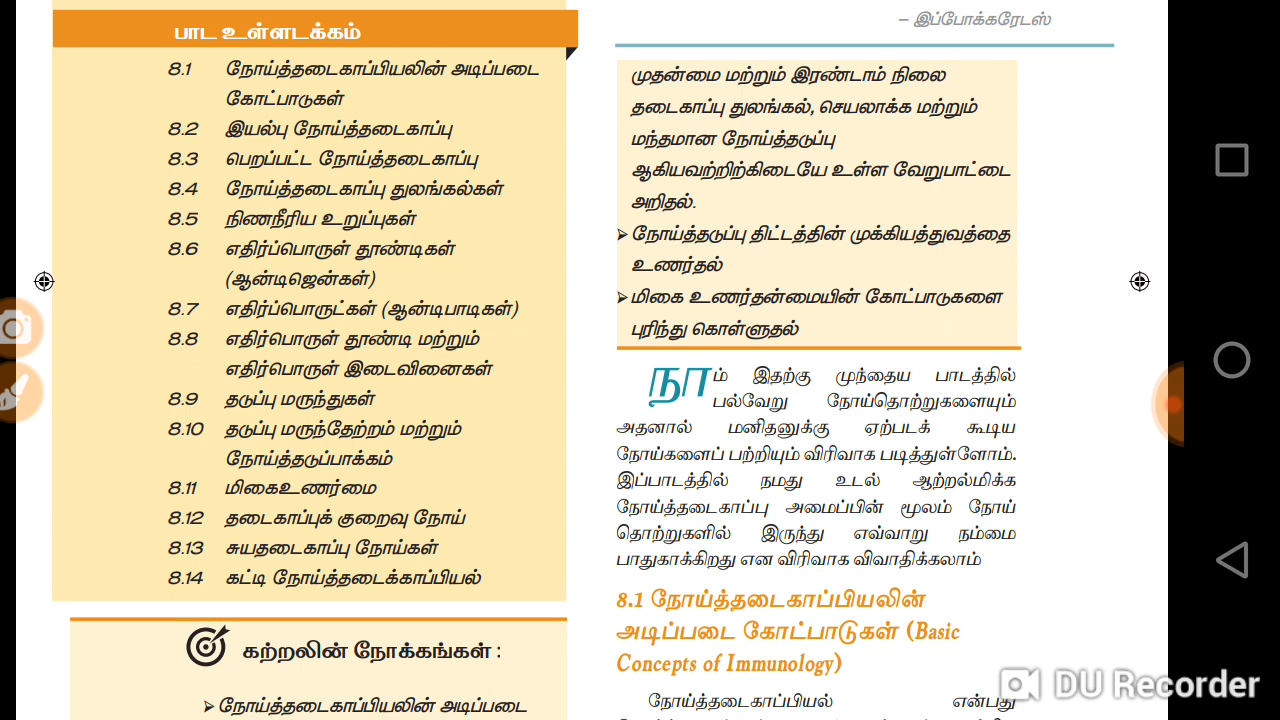 பாட உள்ளடக்கம்
8.1 நோய்த்தடைகாப்பியலின் அடிப்படை
கோட்பாடுகள்
8.2 இயல்பு நோய்த்தடைகாப்பு
8.3 பெறப்பட்ட நோய்த்தடைகாப்பு
8.4 நோய்த்தடைகாப்பு துலங்கல்கள்
8.5 நிணநீரிய உறுப்புகள்
8.6 எதிர்ப்பொருள் தூண்டிகள்
(ஆன்டிஜென்கள்)
8.7 எதிர்ப்பொருட்கள் (ஆன்டிபாடிகள்)
8.8 எதிர்பொருள் தூண்டி மற்றும்
எதிர்பொருள் இடைவினைகள்
8.9 தடுப்பு மருந்துகள்
8.10 தடுப்பு மருந்தேற்றம் மற்றும்
நோய்த்தடுப்பாக்கம்
8.11 மிகைஉணர்மை
8.12 தடைகாப்புக் குறைவு நோய்
8.13 சுயதடைகாப்பு நோய்கள்
8.14 கட்டி நோய்த்தடைக்காப்பியல்
கற்றலின் நோக்கங்கள் :
➢நோய்த்தடைகாப்பியலின் அடிப்படை
– இப்போக்கரேடஸ்
முதன்மை மற்றும் இரண்டாம் நிலை
தடைகாப்பு துலங்கல், செயலாக்க மற்றும்
மந்தமான நோய்த்தடுப்பு
ஆகியவற்றிற்கிடையே உள்ள வேறுபாட்டை
அறிதல்.
➢நோய்த்தடுப்பு திட்டத்தின் முக்கியத்துவத்தை
உணர்தல்
➢மிகை உணர்தன்மையின் கோட்பாடுகளை
புரிந்து கொள்ளுதல்
நாம் இதற்கு முந்தைய பாடத்தில்
பல்வேறு நோய்தொற்றுகளையும்
அதனால் மனிதனுக்கு ஏற்படக் கூடிய
நோய்களைப் பற்றியும் விரிவாக படித்துள்ளோம்.
இப்பாடத்தில் நமது உடல் ஆற்றல்மிக்க
நோய்த்தடைகாப்பு அமைப்பின் மூலம் நோய்
தொற்றுகளில் இருந்து எவ்வாறு நம்மை
பாதுகாக்கிறது என விரிவாக விவாதிக்கலாம்
8.1 நோய்த்தடைகாப்பியலின்
அடிப்படை கோட்பாடுகள் (Basic
Concepts of Immunology)
நோய்த்தடைகாப்பியல் என்பது
DU Recorder